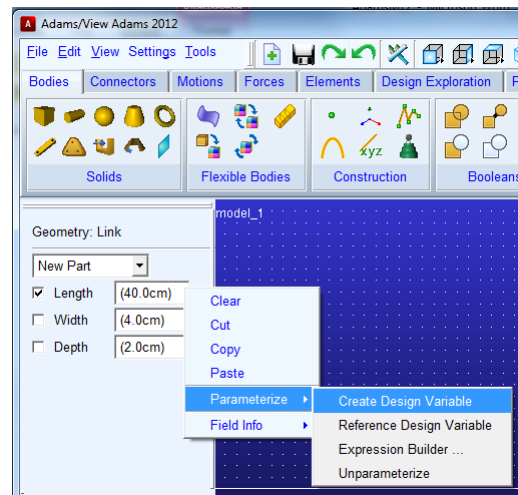 Adams/View Adams 2012
File Edit View Settings Tools
Bodies Connectors Motions Forces Elements Design Exploration
xyz
Solids Flexible Bodies Construction Booleans
model_1
Geometry: Link
New Part
Length (40.0cm)
Width (4.0cm)
Depth (2.0cm)
Clear
Cut
Copy
Paste
Parameterize
Field Info
Create Design Variable
Reference Design Variable
Expression Builder ...
Unparameterize